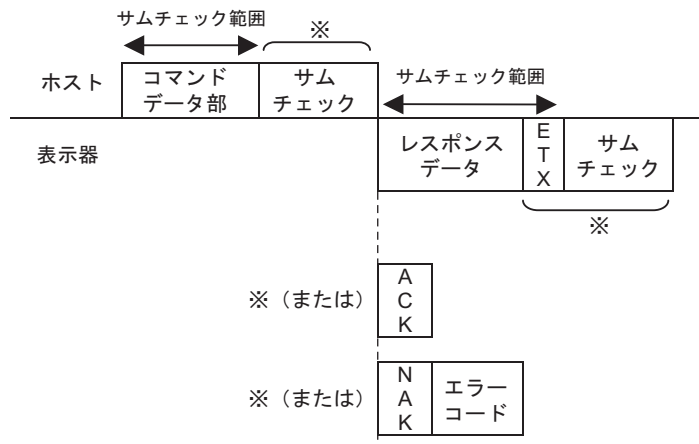 サムチェック範囲
※
ホスト
コマンド
データ部
サム
チェック
サムチェック範囲
表示器
レスポンス
データ
ETX
サム
チェック
※
※（または）
ACK
※（または）
NAK
エラー
コード